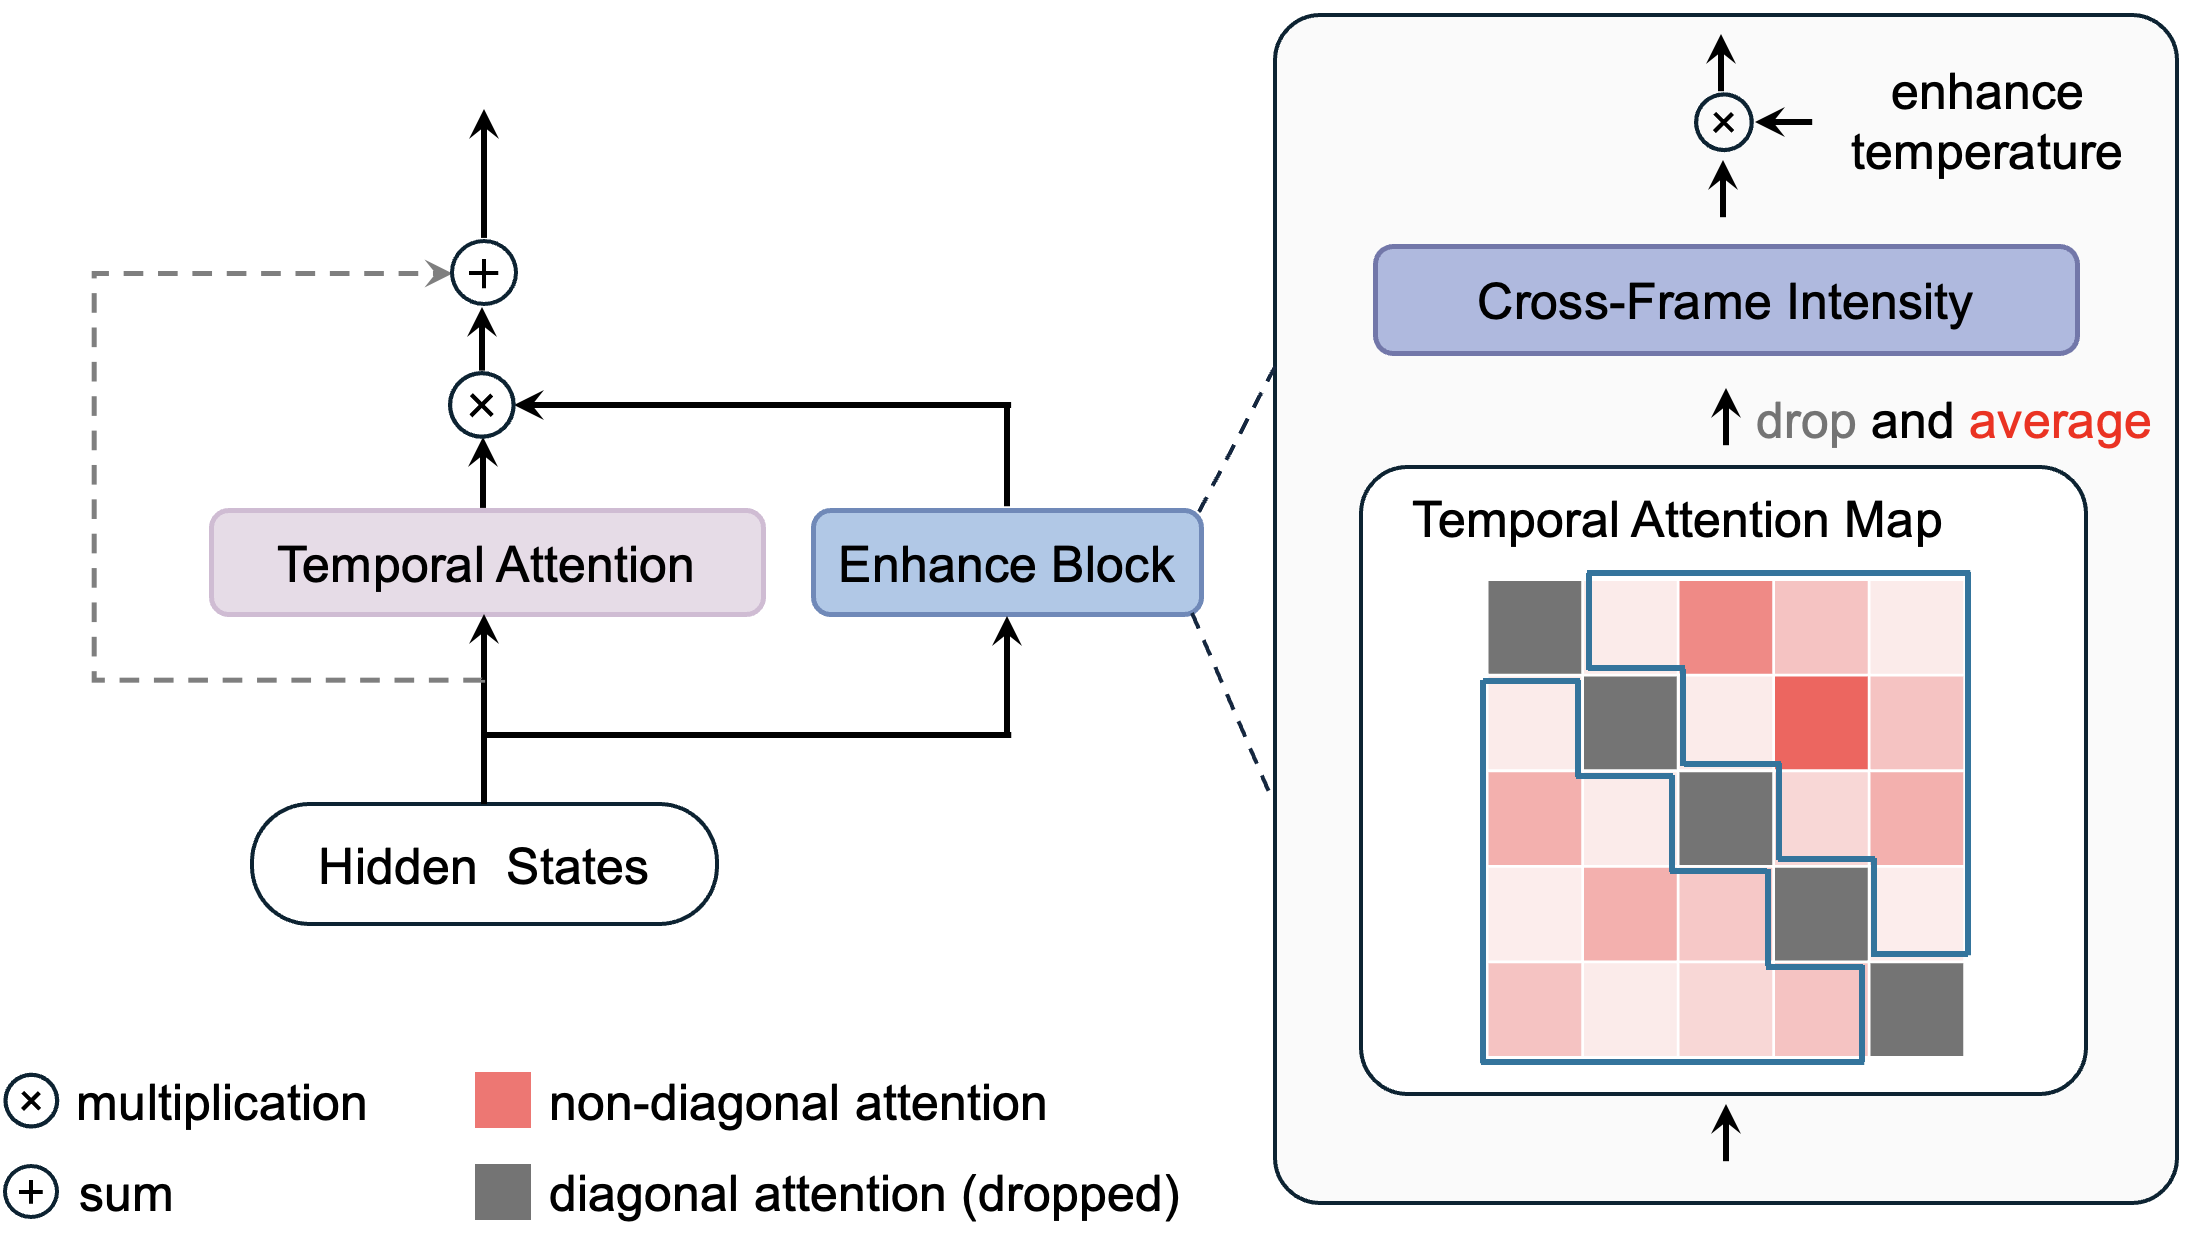 enhance
temperature
Cross-Frame Intensity
drop and average
Temporal Attention Map
Temporal Attention
Enhance Block
Hidden States
multiplication
non-diagonal attention
sum
diagonal attention (dropped)